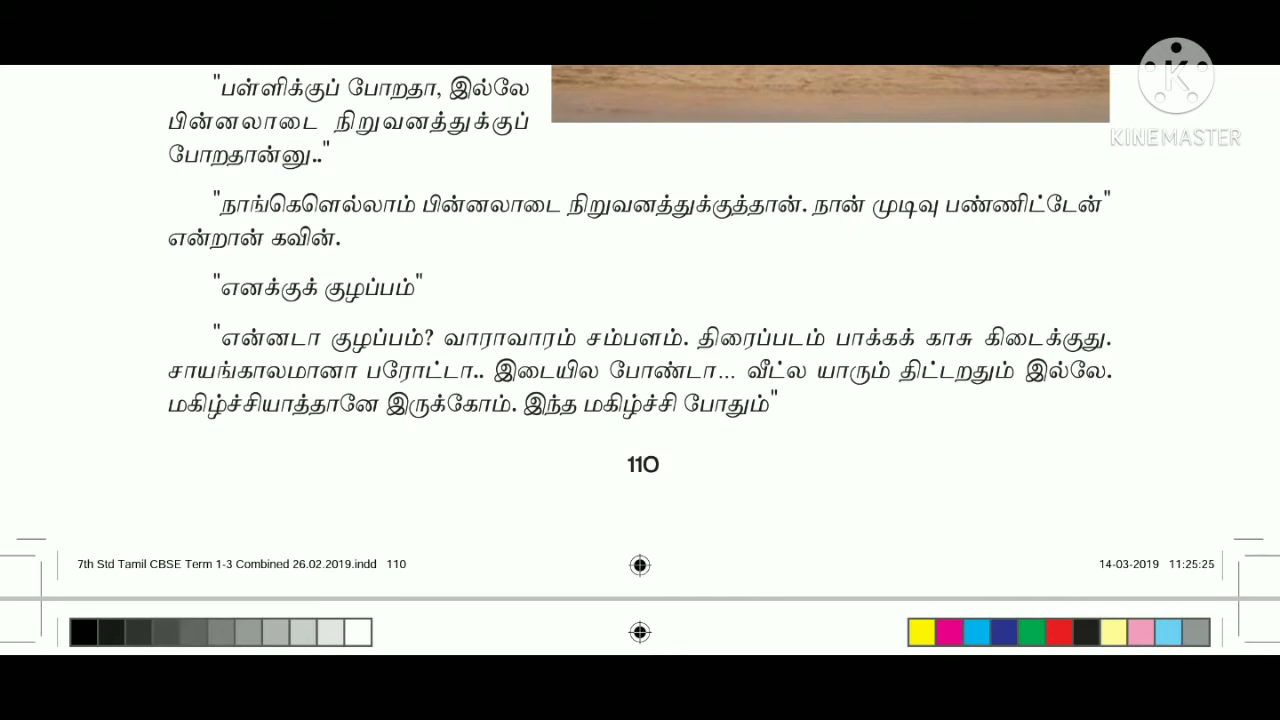 "பள்ளிக்குப் போறதா, இல்லே
பின்னலாடை நிறுவனத்துக்குப்
போறதான்னு.."
"நாங்கெளெல்லாம் பின்னலாடை நிறுவனத்துக்குத்தான். நான் முடிவு பண்ணிட்டேன்"
என்றான் கவின்.
"எனக்குக் குழப்பம்"
"என்னடா குழப்பம்? வாராவாரம் சம்பளம். திரைப்படம் பாக்கக் காசு கிடைக்குது.
சாயங்காலமானா பரோட்டா.. இடையில போண்டா... வீட்ல யாரும் திட்டறதும் இல்லே.
மகிழ்ச்சியாத்தானே இருக்கோம். இந்த மகிழ்ச்சி போதும்"
110
7th Std Tamil CBSE Term 1-3 Combined 26.02.2019.indd 110
14-03-2019 11:25:25
K
KINEMASTER